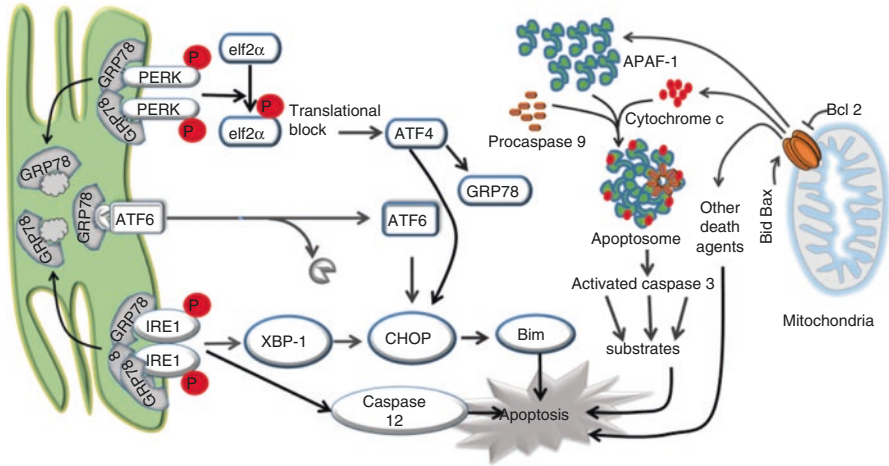 GRP78
PERK
P
elf2α
GRP78
PERK
P
P
elf2α
Translational
block
ATF4
GRP78
GRP78
GRP78
GRP78
ATF6
ATF6
GRP78
IRE1
P
GRP78
8
IRE1
P
XBP-1
CHOP
Bim
Caspase
12
Apoptosis
APAF-1
Procaspase 9
Cytochrome c
Apoptosome
Activated caspase 3
substrates
Other
death
agents
Bid Bax
Bcl 2
Mitochondria